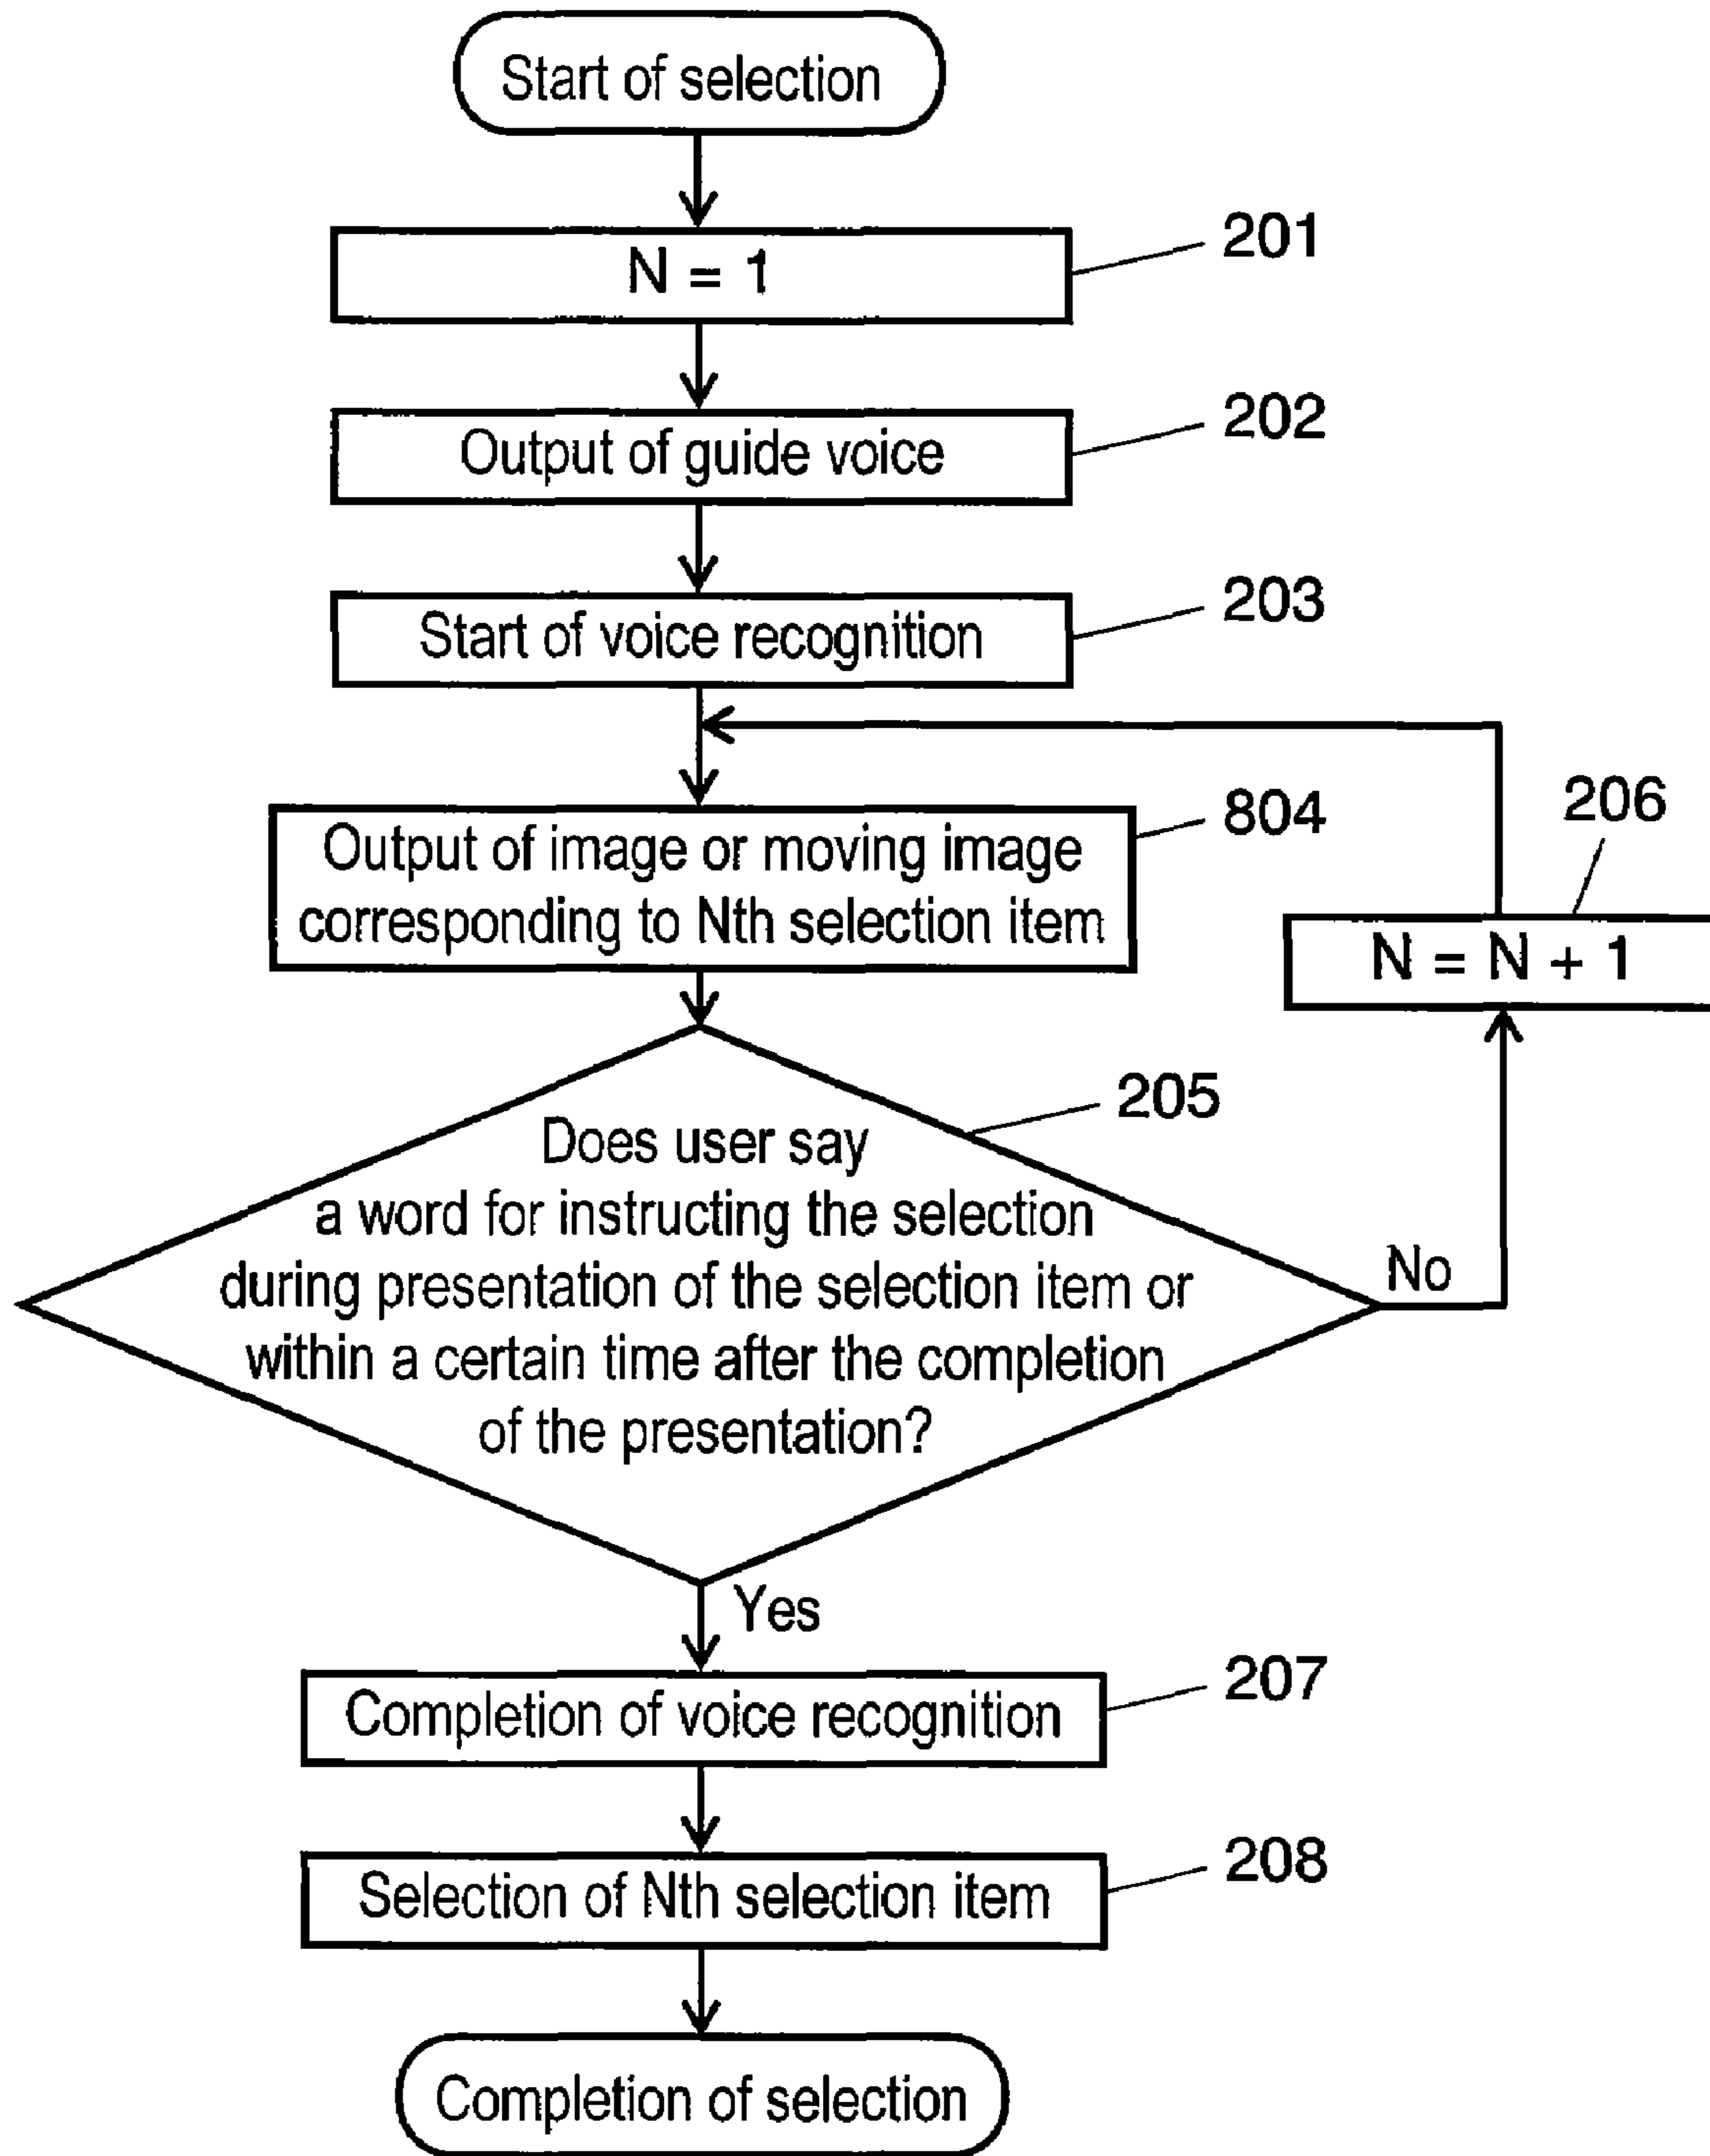 Start of selection
N = 1
201
Output of guide voice
202
Start of voice recognition
203
Output of image or moving image
corresponding to Nth selection item
804
206
N = N + 1
205
Does user say
a word for instructing the selection
during presentation of the selection item or
within a certain time after the completion
of the presentation?
No
Yes
Completion of voice recognition
207
Selection of Nth selection item
208
Completion of selection